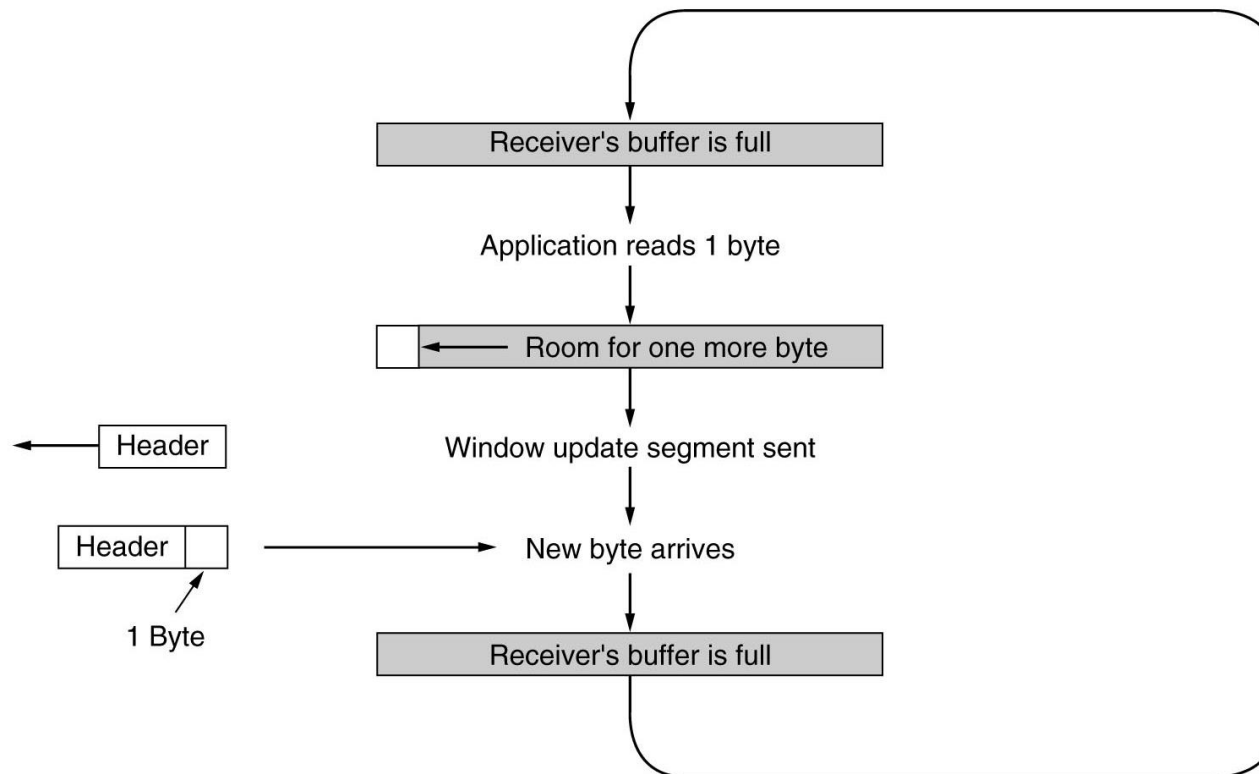 Receiver's buffer is full
Application reads 1 byte
Room for one more byte
Header
Window update segment sent
Header
New byte arrives
1 Byte
Receiver's buffer is full